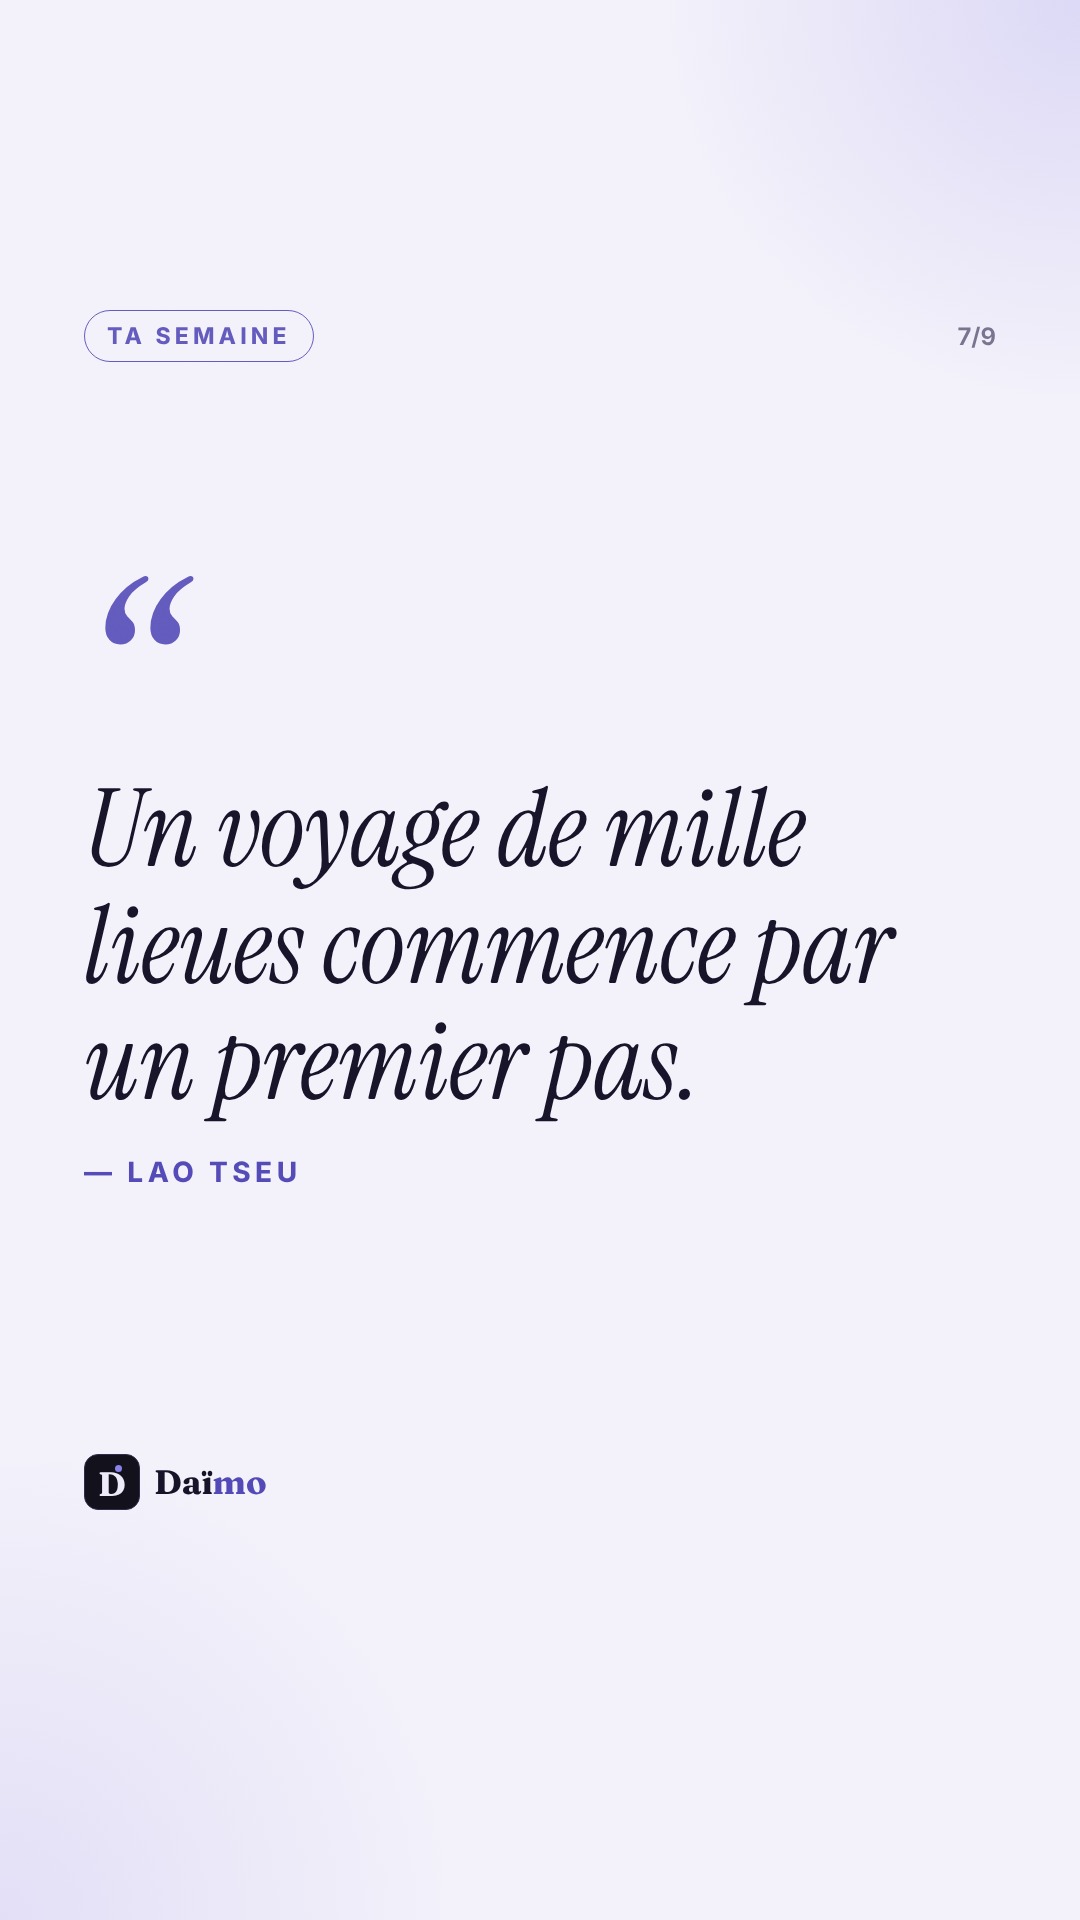 TA SEMAINE
7/9
“
Un voyage de mille
lieues commence par
un premier pas.
— LAO TSEU
D Daïmo